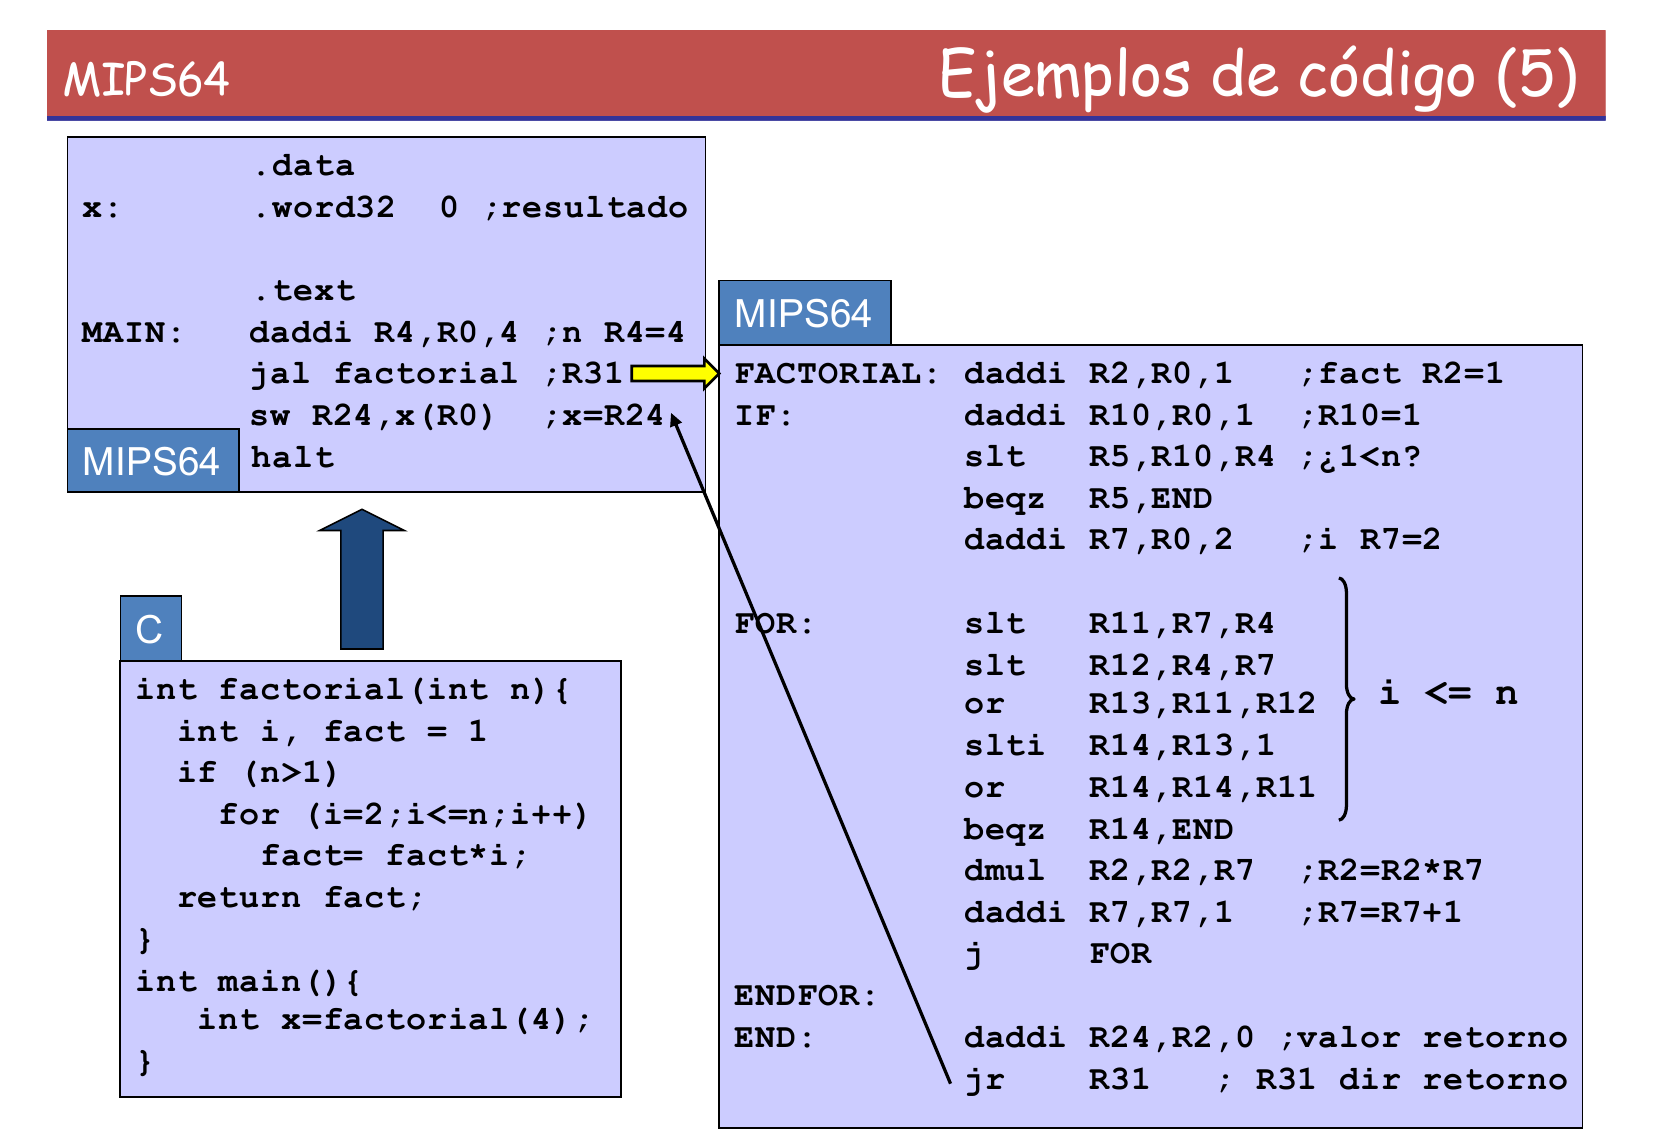 MIPS64
Ejemplos de código (5)
.data
x: .word32 0 ;resultado
.text
MAIN: daddi R4,R0,4 ;n R4=4
jal factorial ;R31
sw R24,x(R0) ;x=R24
halt
MIPS64
C
int factorial(int n){
int i, fact = 1
if (n>1)
for (i=2;i<=n;i++)
fact= fact*i;
return fact;
}
int main(){
int x=factorial(4);
}
MIPS64
FACTORIAL: daddi R2,R0,1 ;fact R2=1
IF: daddi R10,R0,1 ;R10=1
slt R5,R10,R4 ;¿1<n?
beqz R5,END
daddi R7,R0,2 ;i R7=2
FOR: slt R11,R7,R4
slt R12,R4,R7
or R13,R11,R12
slti R14,R13,1
or R14,R14,R11
beqz R14,END
dmul R2,R2,R7 ;R2=R2*R7
daddi R7,R7,1 ;R7=R7+1
j FOR
ENDFOR:
END: daddi R24,R2,0 ;valor retorno
jr R31 ; R31 dir retorno
i <= n